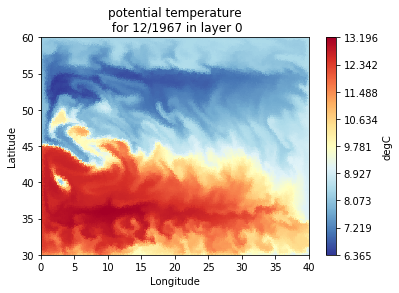 potential temperature
for 12/1967 in layer 0
60
55
50
45
40
35
30
Latitude
0 5 10 15 20 25 30 35 40
Longitude
13.196
12.342
11.488
10.634
9.781
8.927
8.073
7.219
6.365
degC